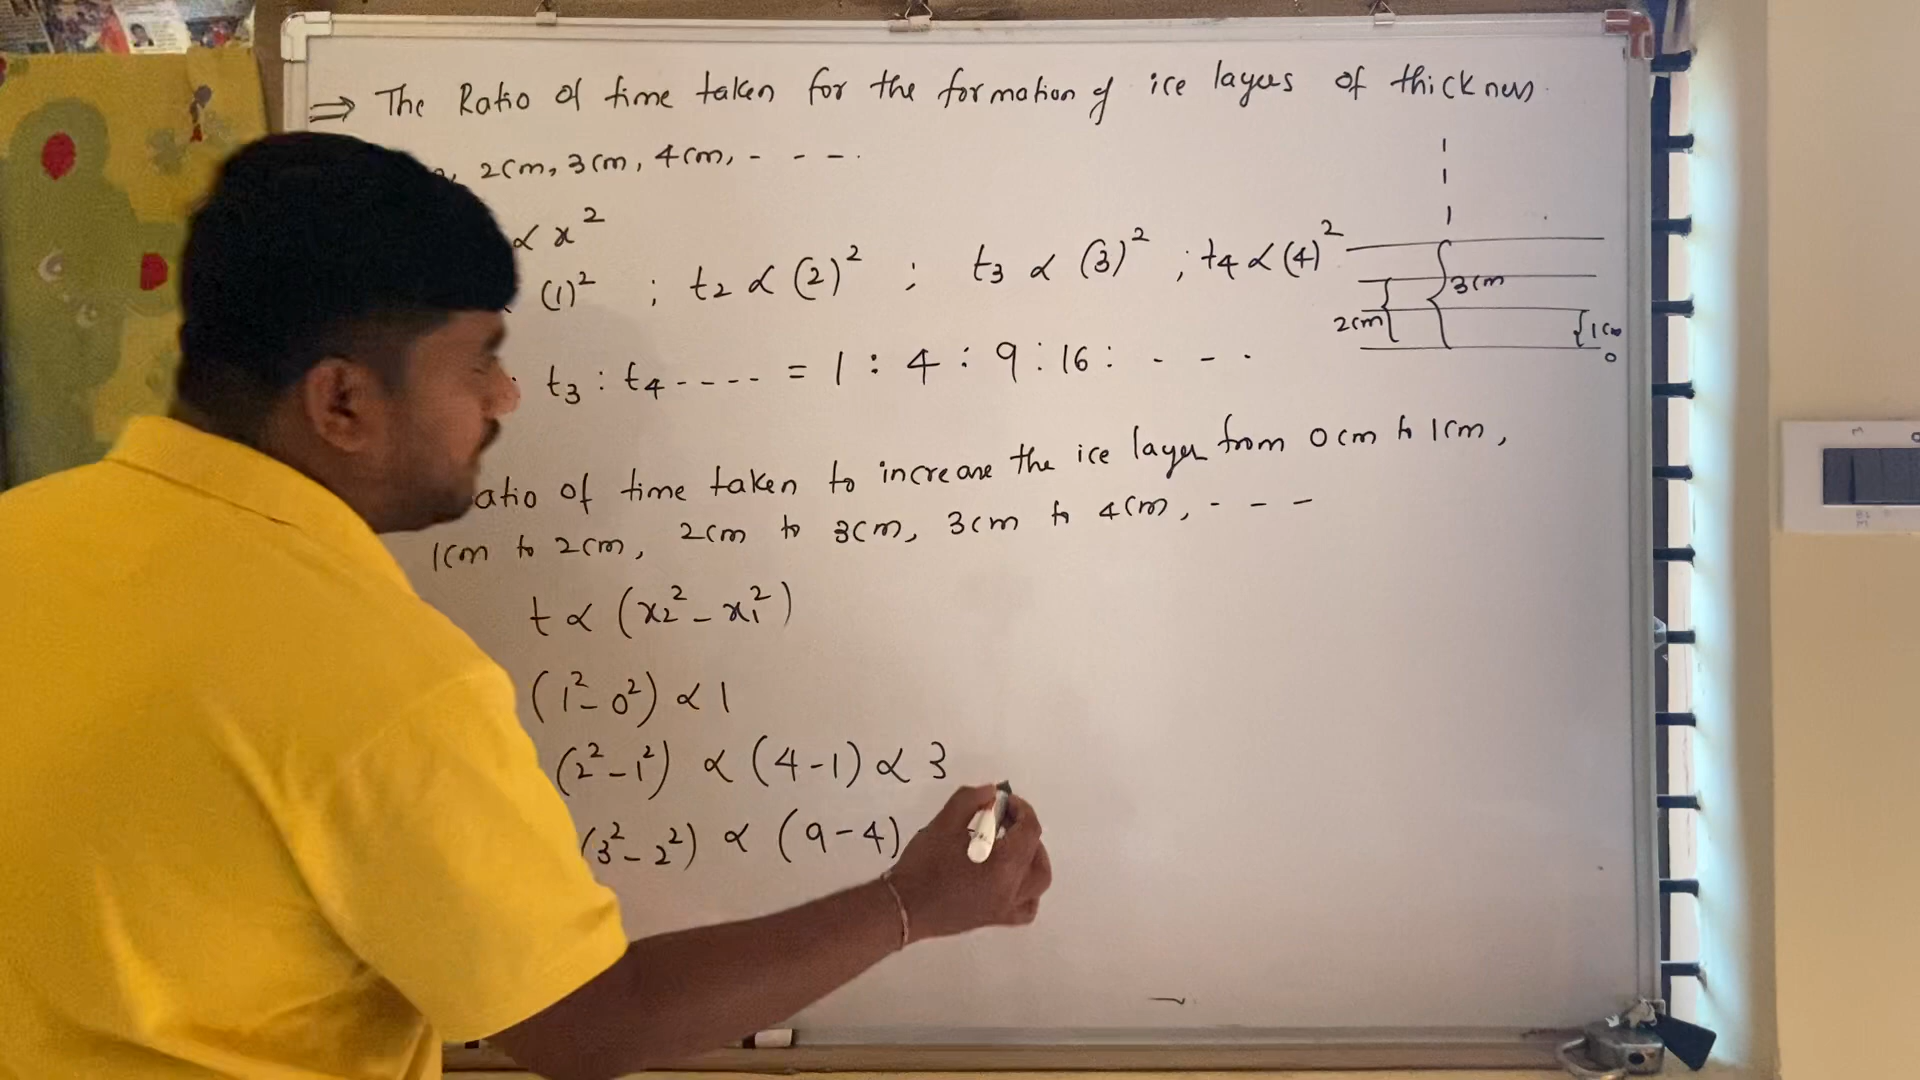 ⇒ The Ratio of time taken for the formation of ice layers of thickness.
2cm, 3cm, 4cm, - - - .
∝ x²
(1)² ; t₂ ∝ (2)² ; t₃ ∝ (3)² ; t₄ ∝ (4)²
3cm
2cm
1cm
0
t₃ : t₄ ---- = 1 : 4 : 9 : 16 : - - .
atio of time taken to increase the ice layer from 0cm to 1cm,
1cm to 2cm, 2cm to 3cm, 3cm to 4cm, - - -
t ∝ (x₂² - x₁²)
(1² - 0²) ∝ 1
(2² - 1²) ∝ (4-1) ∝ 3
(3² - 2²) ∝ (9-4)